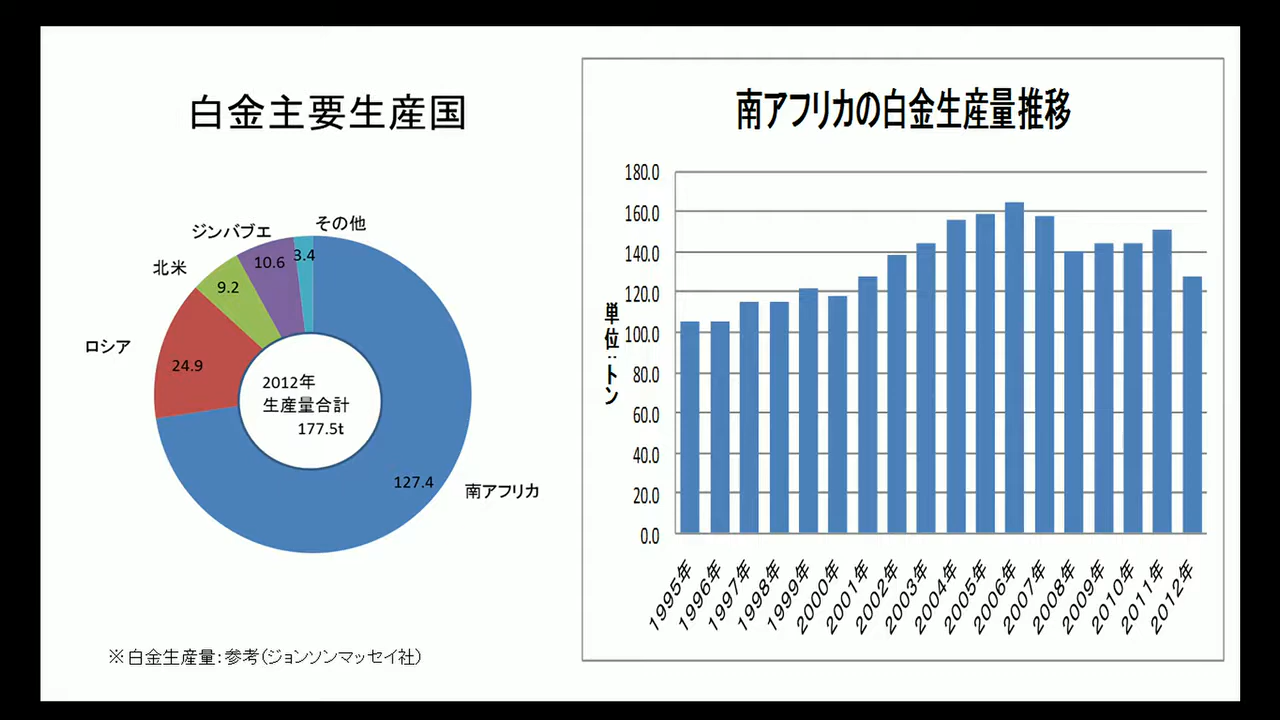 白金主要生産国
その他
ジンバブエ
3.4
10.6
北米
9.2
ロシア
24.9
2012年
生産量合計
177.5t
127.4
南アフリカ
※白金生産量:参考(ジョンソンマッセイ社)
南アフリカの白金生産量推移
単位:トン
180.0
160.0
140.0
120.0
100.0
80.0
60.0
40.0
20.0
0.0
1995年
1996年
1997年
1998年
1999年
2000年
2001年
2002年
2003年
2004年
2005年
2006年
2007年
2008年
2009年
2010年
2011年
2012年